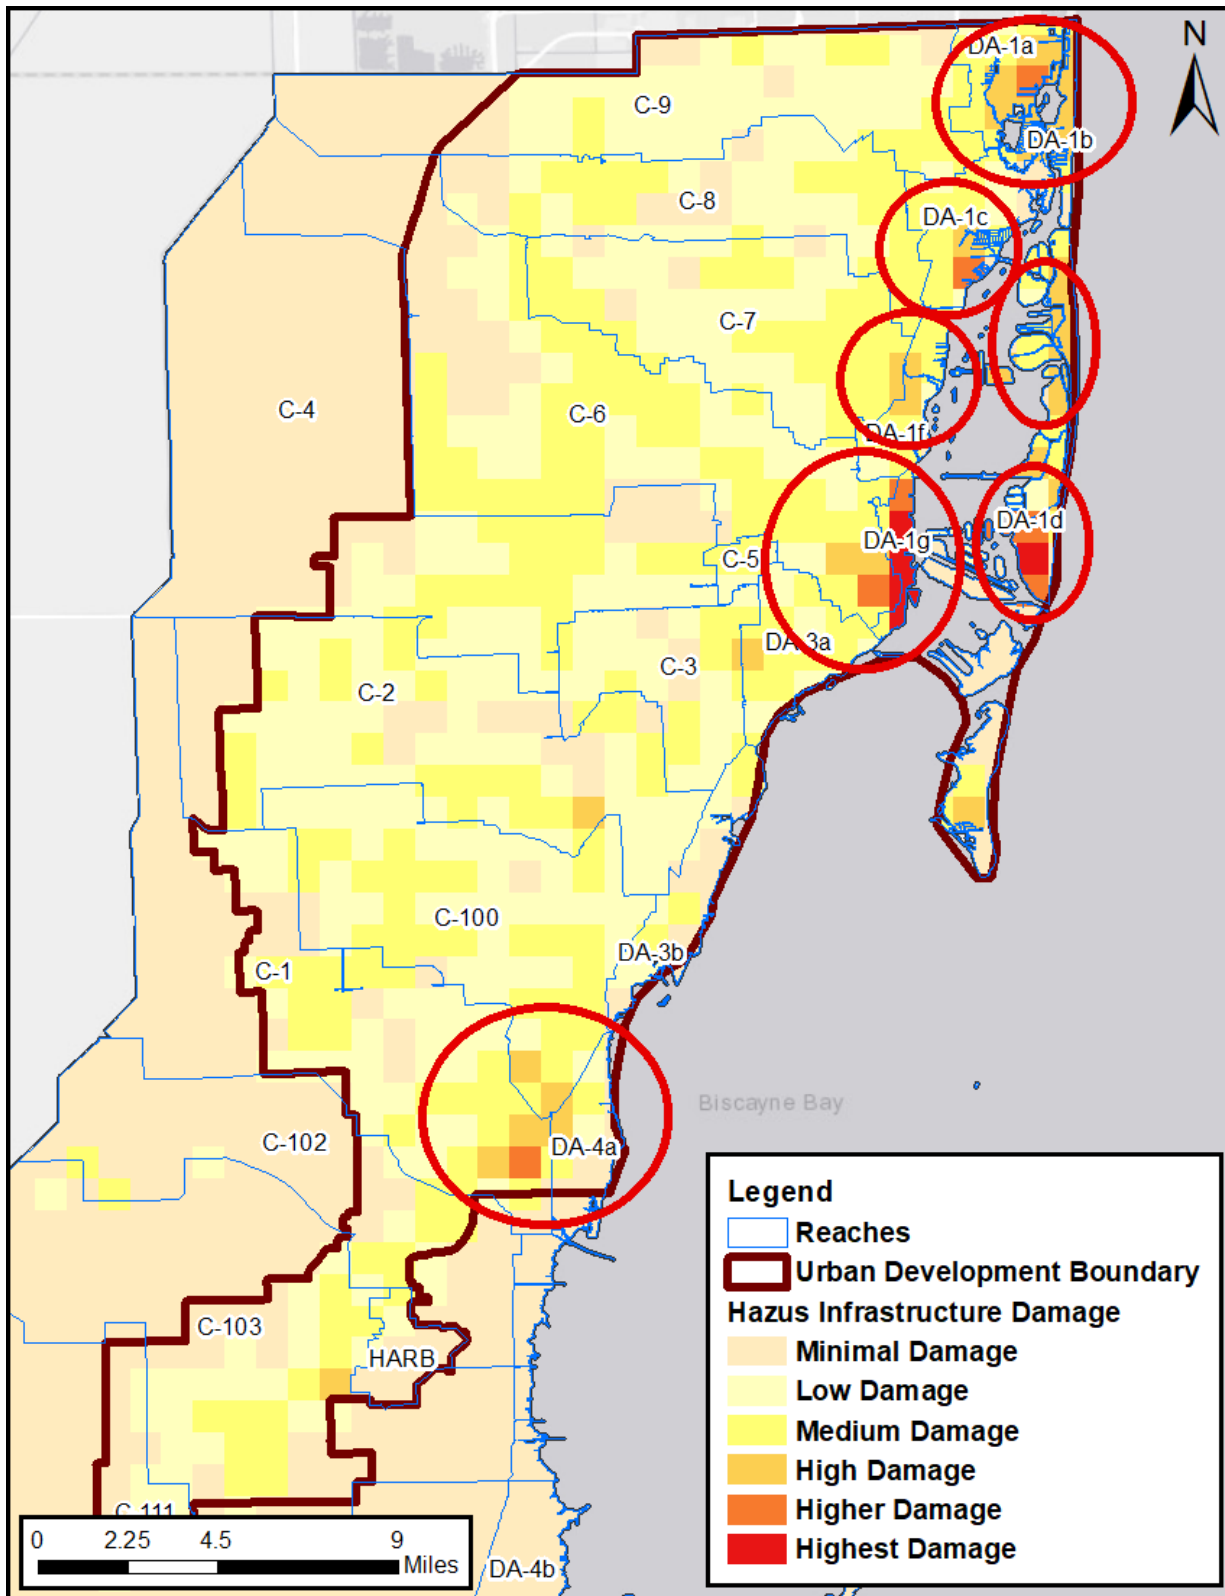 DA-1a
N
C-9
DA-1b
C-8
DA-1c
C-7
C-4
C-6
DA-1f
DA-1d
DA-1g
C-5
DA-3a
C-3
C-2
C-100
DA-3b
C-1
Biscayne Bay
C-102
DA-4a
C-103
HARB
C-111
DA-4b
Legend
Reaches
Urban Development Boundary
Hazus Infrastructure Damage
Minimal Damage
Low Damage
Medium Damage
High Damage
Higher Damage
Highest Damage
0 2.25 4.5 9
Miles